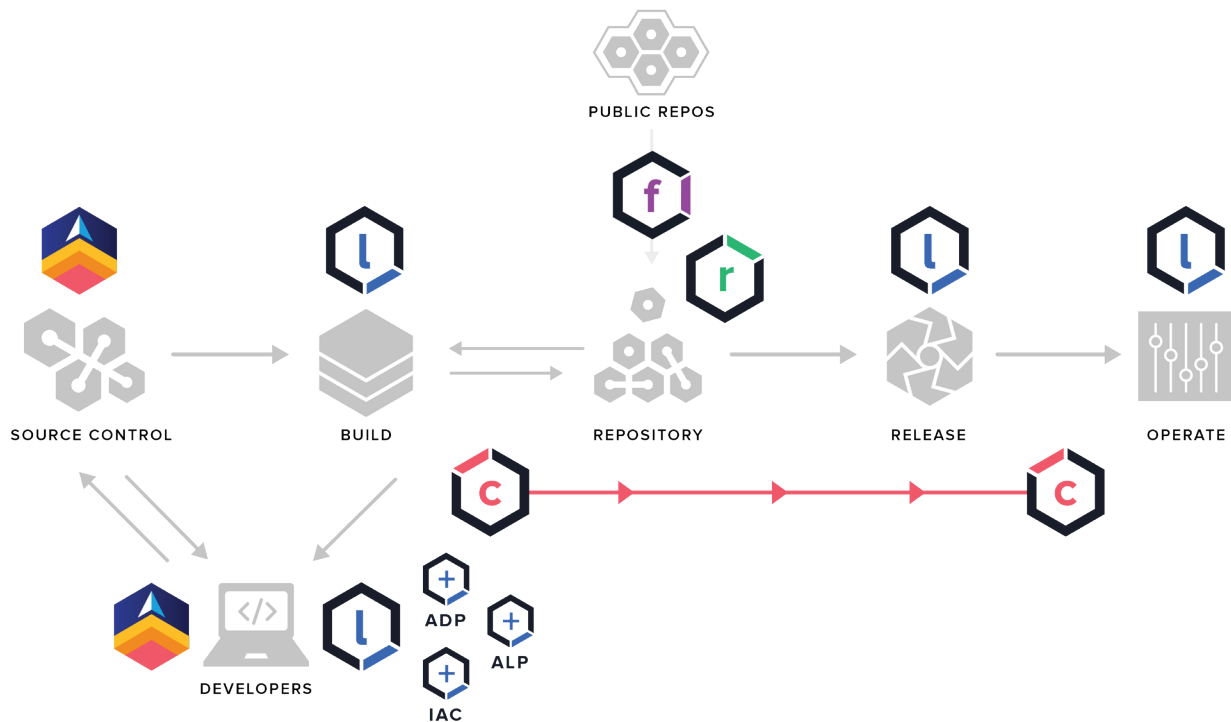 PUBLIC REPOS
f
r
l
l
l
SOURCE CONTROL
BUILD
REPOSITORY
RELEASE
OPERATE
c
c
</>
l
+
ADP
+
ALP
+
IAC
DEVELOPERS